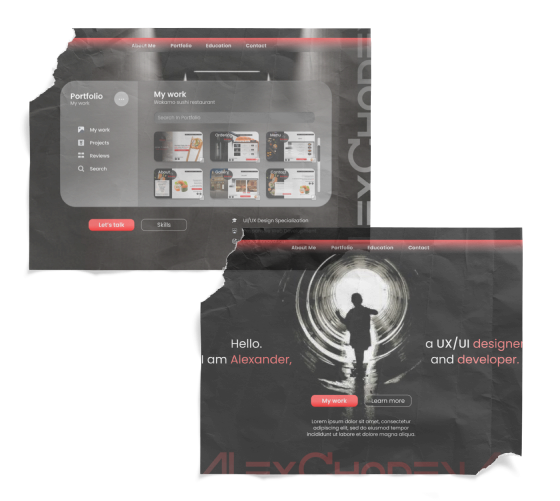 About Me Portfolio Education Contact
Portfolio
My work
My work
Wakame sushi restaurant
Search in Portfolio
My work
Projects
Reviews
Search
Let's talk
Skills
UI/UI Design Specialization
About Me Portfolio Education Contact
Hello.
I am Alexander,
a UX/UI designer
and developer.
My work
Learn more
Lorem ipsum dolor sit amet, consectetur
adipiscing elit, sed do eiusmod tempor
incididunt ut labore et dolore magna aliqua.